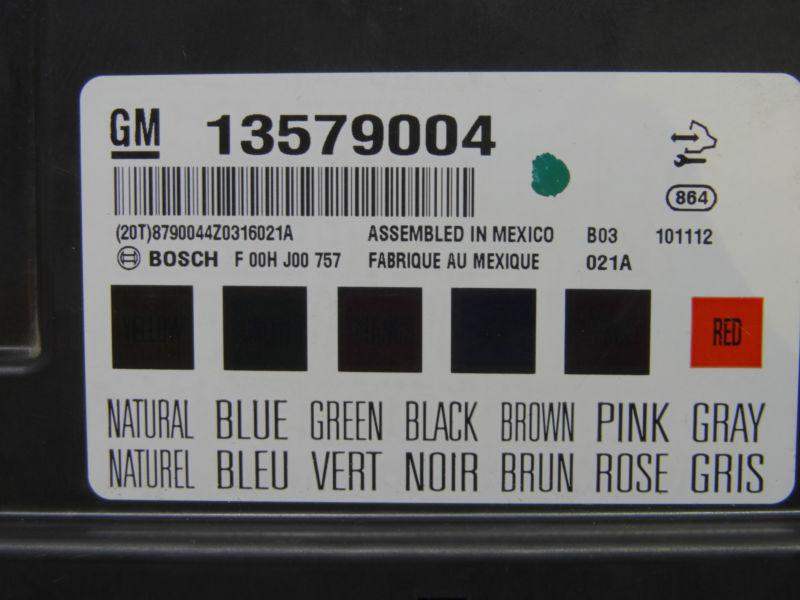 GM 13579004
864
(20T)8790044Z0316021A ASSEMBLED IN MEXICO B03 101112
BOSCH F 00H J00 757 FABRIQUE AU MEXIQUE 021A
YELLOW RED
NATURAL BLUE GREEN BLACK BROWN PINK GRAY
NATUREL BLEU VERT NOIR BRUN ROSE GRIS